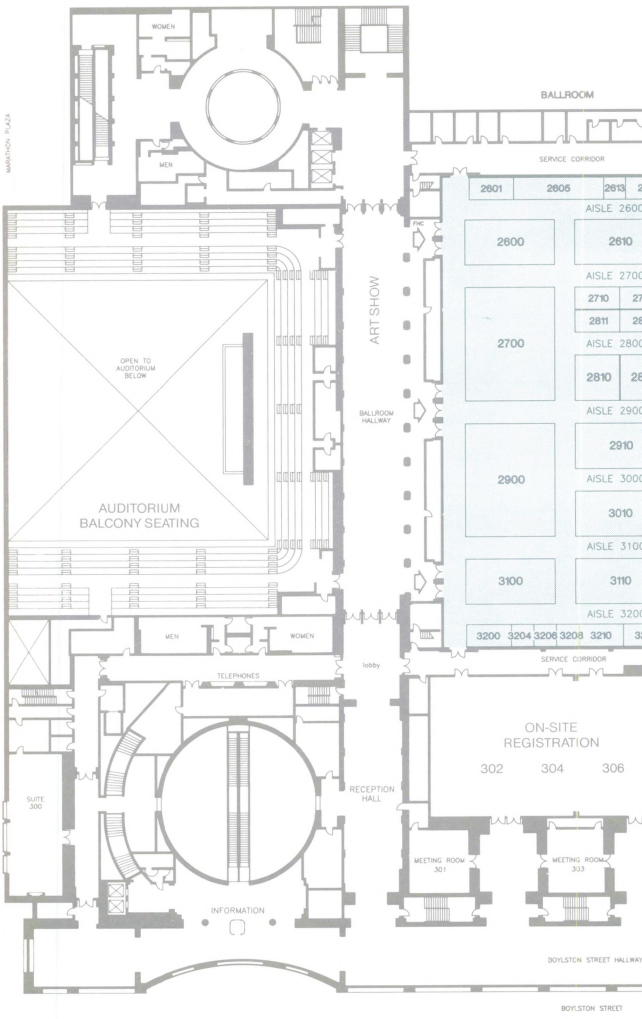 WOMEN
MARATHON PLAZA
BALLROOM
MEN
SERVICE CORRIDOR
2601 2605 2613
AISLE 2600
FHC
2600 2610
AISLE 2700
2710
2811
ART SHOW
2700
AISLE 2800
OPEN TO
AUDITORIUM
BELOW
2810
BALLROOM
HALLWAY
AISLE 2900
2910
2900
AISLE 3000
AUDITORIUM
BALCONY SEATING
3010
AISLE 3100
3100 3110
AISLE 3200
MEN WOMEN
3200 3204 3206 3208 3210
lobby
SERVICE CORRIDOR
TELEPHONES
ON-SITE
REGISTRATION
302 304 306
RECEPTION
HALL
SUITE
300
MEETING ROOM
301
MEETING ROOM
303
INFORMATION
BOYLSTON STREET HALLWAY
BOYLSTON STREET